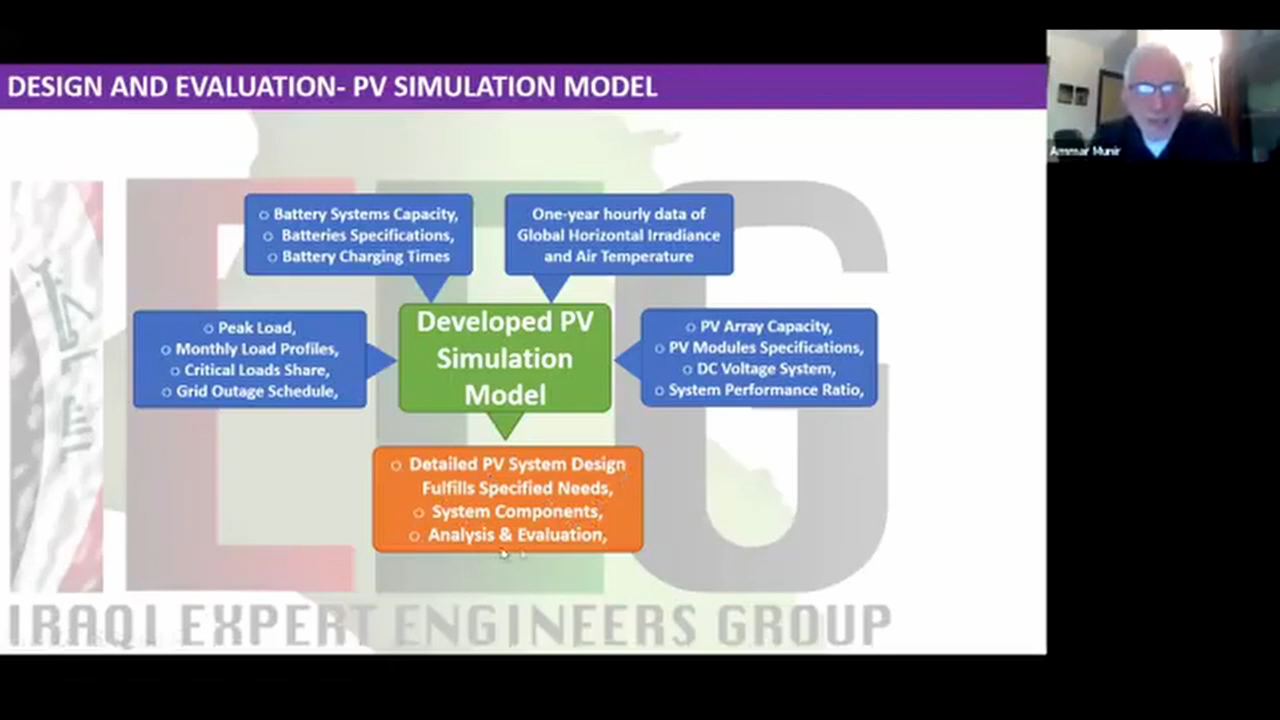 DESIGN AND EVALUATION- PV SIMULATION MODEL
Ammar Munir
○ Battery Systems Capacity,
○ Batteries Specifications,
○ Battery Charging Times
One-year hourly data of
Global Horizontal Irradiance
and Air Temperature
○ Peak Load,
○ Monthly Load Profiles,
○ Critical Loads Share,
○ Grid Outage Schedule,
Developed PV
Simulation
Model
○ PV Array Capacity,
○ PV Modules Specifications,
○ DC Voltage System,
○ System Performance Ratio,
○ Detailed PV System Design
Fulfills Specified Needs,
○ System Components,
○ Analysis & Evaluation,
IEEG
IRAQI EXPERT ENGINEERS GROUP